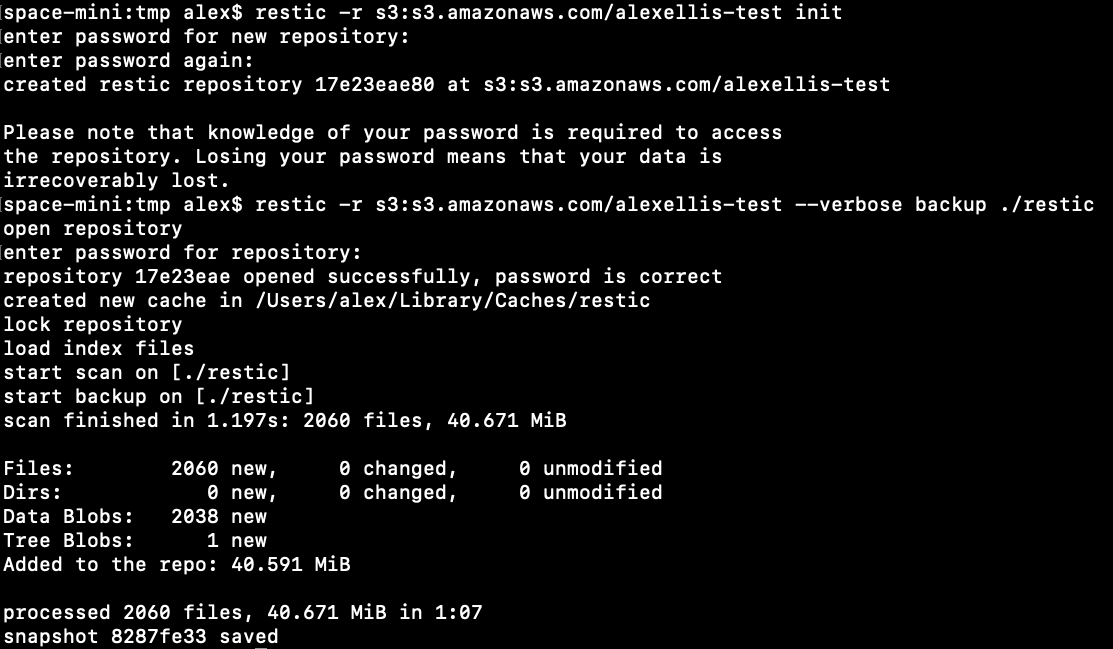 space-mini:tmp alex$ restic -r s3:s3.amazonaws.com/alexellis-test init
enter password for new repository:
enter password again:
created restic repository 17e23eae80 at s3:s3.amazonaws.com/alexellis-test

Please note that knowledge of your password is required to access
the repository. Losing your password means that your data is
irrecoverably lost.
space-mini:tmp alex$ restic -r s3:s3.amazonaws.com/alexellis-test --verbose backup ./restic
open repository
enter password for repository:
repository 17e23eae opened successfully, password is correct
created new cache in /Users/alex/Library/Caches/restic
lock repository
load index files
start scan on [./restic]
start backup on [./restic]
scan finished in 1.197s: 2060 files, 40.671 MiB

Files:        2060 new,     0 changed,     0 unmodified
Dirs:            0 new,     0 changed,     0 unmodified
Data Blobs:   2038 new
Tree Blobs:      1 new
Added to the repo: 40.591 MiB

processed 2060 files, 40.671 MiB in 1:07
snapshot 8287fe33 saved